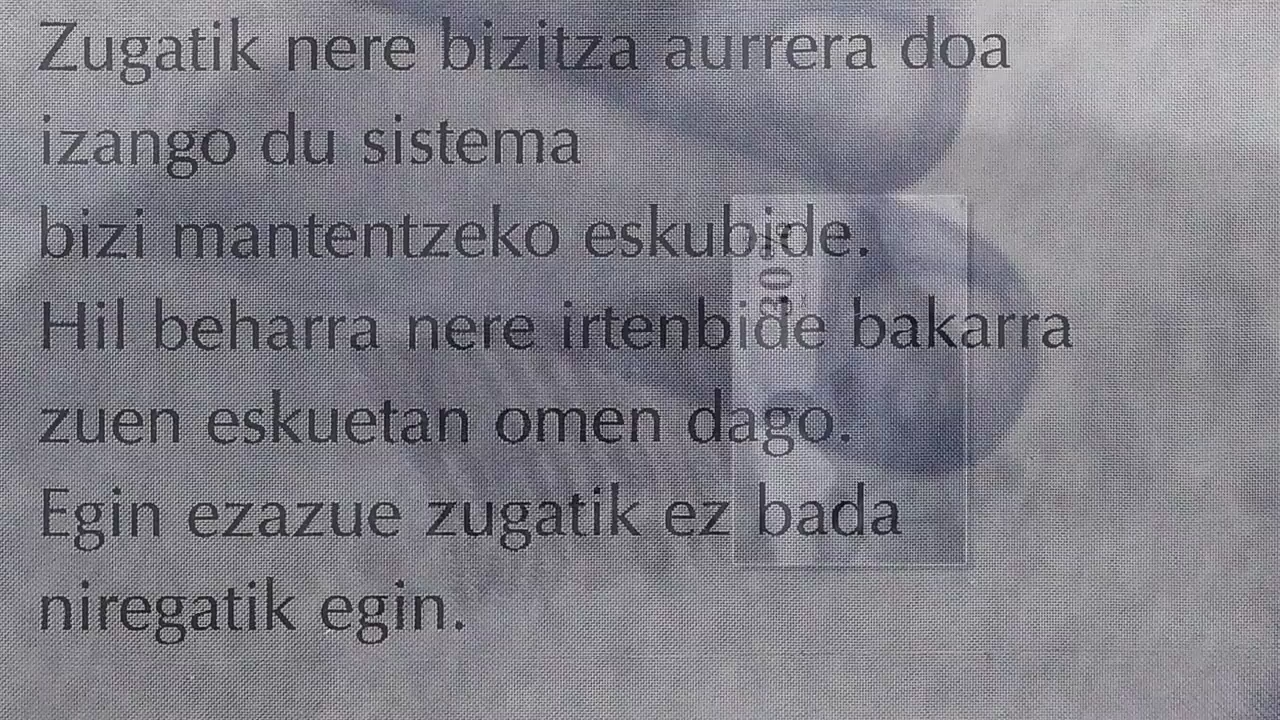 Zugatik nere bizitza aurrera doa
izango du sistema
bizi mantentzeko eskubide.
Hil beharra nere irtenbide bakarra
zuen eskuetan omen dago.
Egin ezazue zugatik ez bada
niregatik egin.